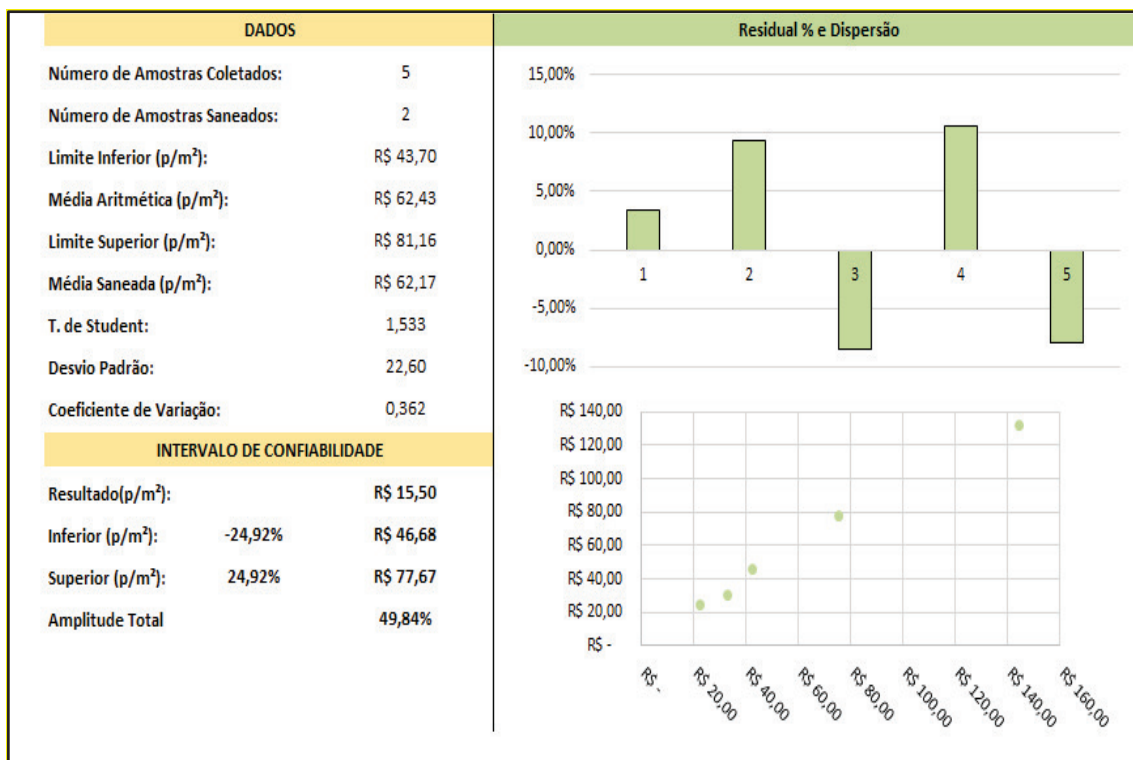 DADOS
Número de Amostras Coletados: 5
Número de Amostras Saneados: 2
Limite Inferior (p/m²): R$ 43,70
Média Aritmética (p/m²): R$ 62,43
Limite Superior (p/m²): R$ 81,16
Média Saneada (p/m²): R$ 62,17
T. de Student: 1,533
Desvio Padrão: 22,60
Coeficiente de Variação: 0,362
INTERVALO DE CONFIABILIDADE
Resultado(p/m²): R$ 15,50
Inferior (p/m²): -24,92% R$ 46,68
Superior (p/m²): 24,92% R$ 77,67
Amplitude Total 49,84%
Residual % e Dispersão
15,00%
10,00%
5,00%
0,00%
1 2 3 4 5
-5,00%
-10,00%
R$ 140,00
R$ 120,00
R$ 100,00
R$ 80,00
R$ 60,00
R$ 40,00
R$ 20,00
R$ -
R$ -
R$ 20,00
R$ 40,00
R$ 60,00
R$ 80,00
R$ 100,00
R$ 120,00
R$ 140,00
R$ 160,00